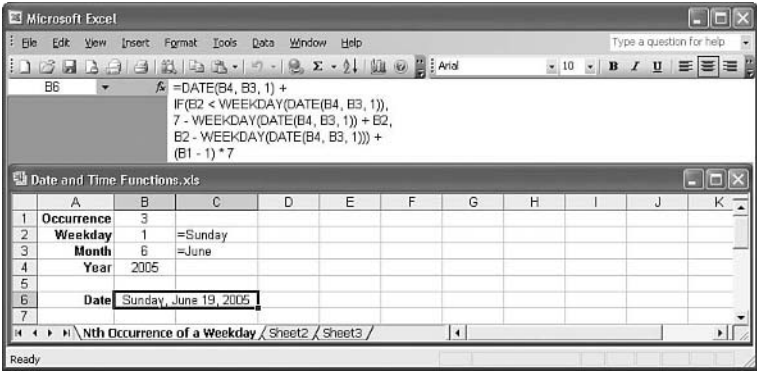 Microsoft Excel
File Edit View Insert Format Tools Data Window Help Type a question for help
Σ Arial 10 B I U
B6 fx =DATE(B4, B3, 1) +
IF(B2 < WEEKDAY(DATE(B4, B3, 1)),
7 - WEEKDAY(DATE(B4, B3, 1)) + B2,
B2 - WEEKDAY(DATE(B4, B3, 1))) +
(B1 - 1) * 7
Date and Time Functions.xls
A B C D E F G H I J K
1 Occurrence 3
2 Weekday 1 =Sunday
3 Month 6 =June
4 Year 2005
5
6 Date Sunday, June 19, 2005
7
Nth Occurrence of a Weekday Sheet2 Sheet3
Ready